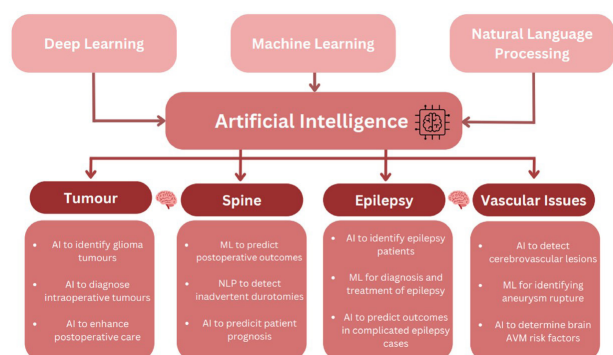 Deep Learning
Machine Learning
Natural Language
Processing
Artificial Intelligence
Tumour
Spine
Epilepsy
Vascular Issues
AI to identify glioma
tumours
AI to diagnose
intraoperative tumours
AI to enhance
postoperative care
ML to predict
postoperative outcomes
NLP to detect
inadvertent durotomies
AI to predicit patient
prognosis
AI to identify epilepsy
patients
ML for diagnosis and
treatment of epilepsy
AI to predict outcomes
in complicated epilepsy
cases
AI to detect
cerebrovascular lesions
ML for identifying
aneurysm rupture
AI to determine brain
AVM risk factors